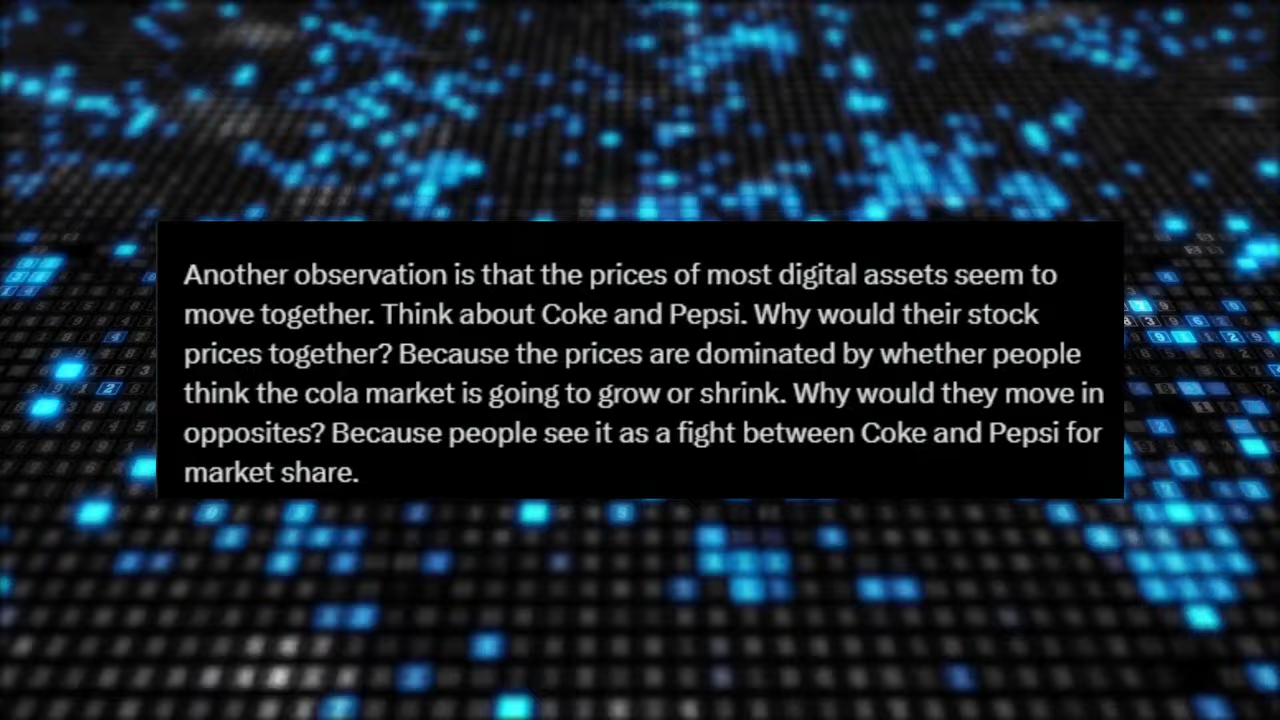 Another observation is that the prices of most digital assets seem to
move together. Think about Coke and Pepsi. Why would their stock
prices together? Because the prices are dominated by whether people
think the cola market is going to grow or shrink. Why would they move in
opposites? Because people see it as a fight between Coke and Pepsi for
market share.